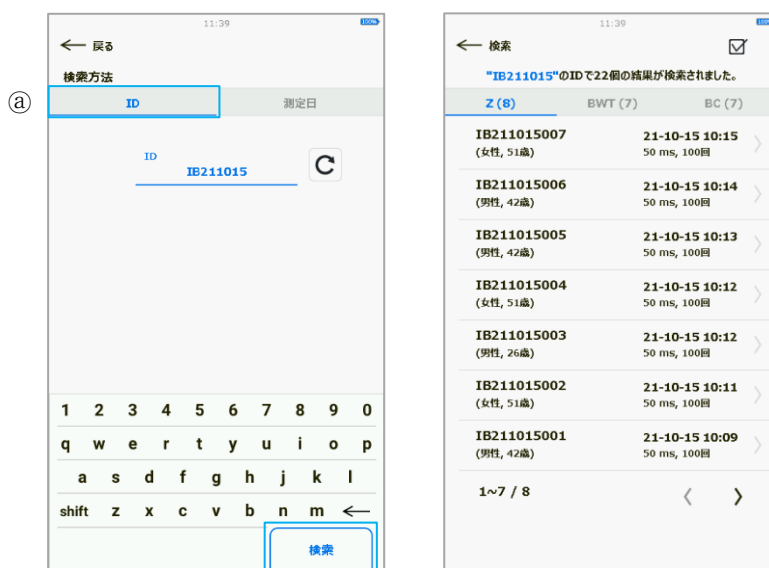 11:39
100%
← 戻る
検索方法
ⓐ
ID 測定日
ID
IB211015
1 2 3 4 5 6 7 8 9 0
q w e r t y u i o p
a s d f g h j k l
shift z x c v b n m ←
検索
11:39
100%
← 検索
"IB211015"のIDで22個の結果が検索されました。
Z (8) BWT (7) BC (7)
IB211015007 21-10-15 10:15
(女性, 51歳) 50 ms, 100回
IB211015006 21-10-15 10:14
(男性, 42歳) 50 ms, 100回
IB211015005 21-10-15 10:13
(男性, 42歳) 50 ms, 100回
IB211015004 21-10-15 10:12
(女性, 51歳) 50 ms, 100回
IB211015003 21-10-15 10:12
(男性, 26歳) 50 ms, 100回
IB211015002 21-10-15 10:11
(女性, 51歳) 50 ms, 100回
IB211015001 21-10-15 10:09
(男性, 42歳) 50 ms, 100回
1~7 / 8